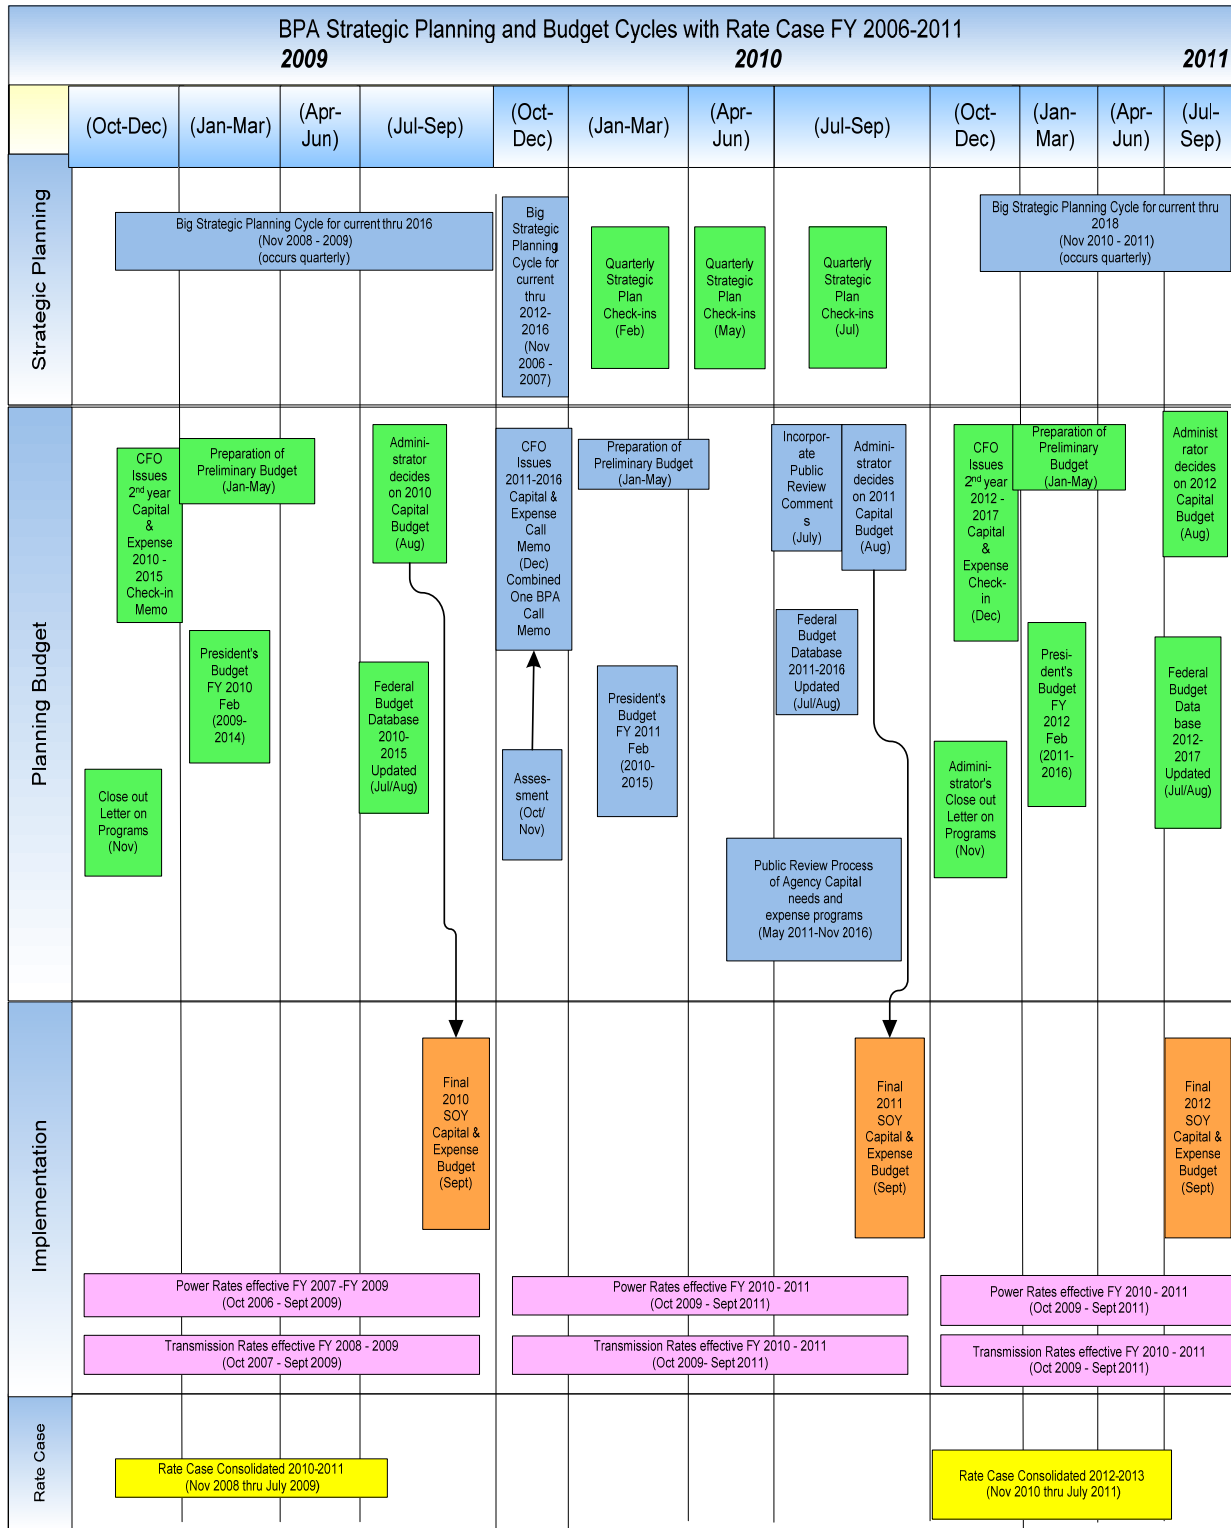 BPA Strategic Planning and Budget Cycles with Rate Case FY 2006-2011
2009
2010
2011
(Oct-Dec)
(Jan-Mar)
(Apr-
Jun)
(Jul-Sep)
(Oct-
Dec)
(Jan-Mar)
(Apr-
Jun)
(Jul-Sep)
(Oct-
Dec)
(Jan-
Mar)
(Apr-
Jun)
(Jul-
Sep)
Strategic Planning
Big Strategic Planning Cycle for current thru 2016
(Nov 2008 - 2009)
(occurs quarterly)
Big
Strategic
Planning
Cycle for
current
thru
2012-
2016
(Nov
2006 -
2007)
Quarterly
Strategic
Plan
Check-ins
(Feb)
Quarterly
Strategic
Plan
Check-ins
(May)
Quarterly
Strategic
Plan
Check-ins
(Jul)
Big Strategic Planning Cycle for current thru
2018
(Nov 2010 - 2011)
(occurs quarterly)
Planning Budget
CFO
Issues
2nd year
Capital
&
Expense
2010 -
2015
Check-in
Memo
Preparation of
Preliminary Budget
(Jan-May)
Admini-
strator
decides
on 2010
Capital
Budget
(Aug)
CFO
Issues
2011-2016
Capital &
Expense
Call
Memo
(Dec)
Combined
One BPA
Call
Memo
Preparation of
Preliminary Budget
(Jan-May)
Incorpor-
ate
Public
Review
Comment
s
(July)
Admini-
strator
decides
on 2011
Capital
Budget
(Aug)
CFO
Issues
2nd year
2012 -
2017
Capital
&
Expense
Check-
in
(Dec)
Preparation of
Preliminary
Budget
(Jan-May)
Administ
rator
decides
on 2012
Capital
Budget
(Aug)
President's
Budget
FY 2010
Feb
(2009-
2014)
Federal
Budget
Database
2010-
2015
Updated
(Jul/Aug)
President's
Budget
FY 2011
Feb
(2010-
2015)
Federal
Budget
Database
2011-2016
Updated
(Jul/Aug)
Presi-
dent's
Budget
FY
2012
Feb
(2011-
2016)
Federal
Budget
Data
base
2012-
2017
Updated
(Jul/Aug)
Close out
Letter on
Programs
(Nov)
Asses-
sment
(Oct/
Nov)
Public Review Process
of Agency Capital
needs and
expense programs
(May 2011-Nov 2016)
Admini-
strator's
Close out
Letter on
Programs
(Nov)
Implementation
Final
2010
SOY
Capital &
Expense
Budget
(Sept)
Final
2011
SOY
Capital &
Expense
Budget
(Sept)
Final
2012
SOY
Capital &
Expense
Budget
(Sept)
Power Rates effective FY 2007 -FY 2009
(Oct 2006 - Sept 2009)
Power Rates effective FY 2010 - 2011
(Oct 2009 - Sept 2011)
Power Rates effective FY 2010 - 2011
(Oct 2009 - Sept 2011)
Transmission Rates effective FY 2008 - 2009
(Oct 2007 - Sept 2009)
Transmission Rates effective FY 2010 - 2011
(Oct 2009- Sept 2011)
Transmission Rates effective FY 2010 - 2011
(Oct 2009 - Sept 2011)
Rate Case
Rate Case Consolidated 2010-2011
(Nov 2008 thru July 2009)
Rate Case Consolidated 2012-2013
(Nov 2010 thru July 2011)